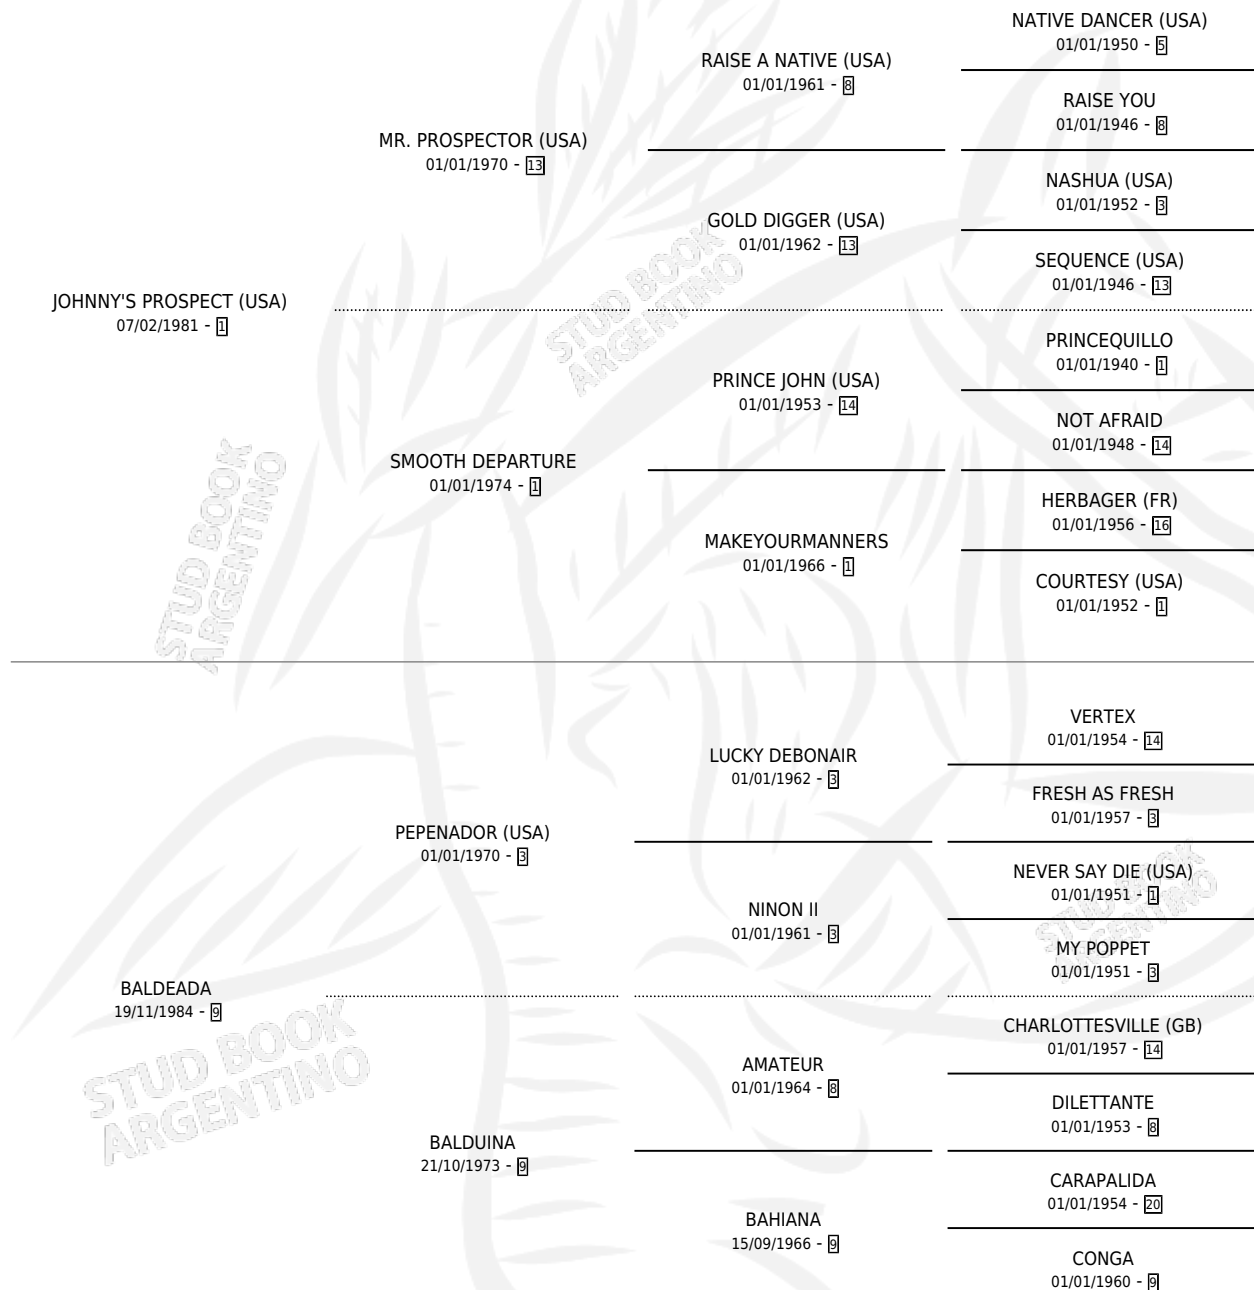 NATIVE DANCER (USA)
01/01/1950 - 5
RAISE A NATIVE (USA)
01/01/1961 - 8
RAISE YOU
01/01/1946 - 8
MR. PROSPECTOR (USA)
01/01/1970 - 13
NASHUA (USA)
01/01/1952 - 3
GOLD DIGGER (USA)
01/01/1962 - 13
SEQUENCE (USA)
01/01/1946 - 13
JOHNNY'S PROSPECT (USA)
07/02/1981 - 1
STUD BOOK
ARGENTINO
PRINCEQUILLO
01/01/1940 - 1
PRINCE JOHN (USA)
01/01/1953 - 14
NOT AFRAID
01/01/1948 - 14
SMOOTH DEPARTURE
01/01/1974 - 1
HERBAGER (FR)
01/01/1956 - 16
MAKEYOURMANNERS
01/01/1966 - 1
COURTESY (USA)
01/01/1952 - 1
STUD BOOK
ARGENTINO
VERTEX
01/01/1954 - 14
LUCKY DEBONAIR
01/01/1962 - 3
FRESH AS FRESH
01/01/1957 - 3
PEPENADOR (USA)
01/01/1970 - 3
NEVER SAY DIE (USA)
01/01/1951 - 1
NINON II
01/01/1961 - 3
MY POPPET
01/01/1951 - 3
STUD BOOK
ARGENTINO
BALDEADA
19/11/1984 - 9
CHARLOTTESVILLE (GB)
01/01/1957 - 14
AMATEUR
01/01/1964 - 8
DILETTANTE
01/01/1953 - 8
STUD BOOK
ARGENTINO
BALDUINA
21/10/1973 - 9
CARAPALIDA
01/01/1954 - 20
BAHIANA
15/09/1966 - 9
CONGA
01/01/1960 - 9